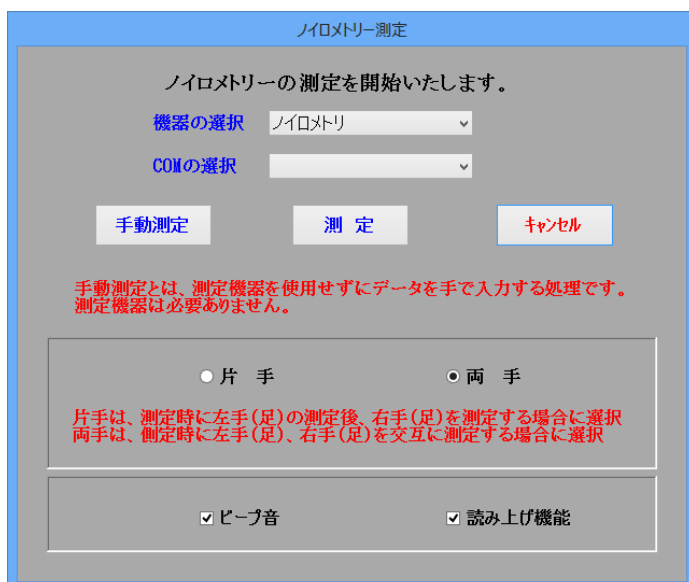 ノイロメトリー測定
ノイロメトリーの測定を開始いたします。
機器の選択 ノイロメトリ
COMの選択
手動測定 測 定 キャンセル
手動測定とは、測定機器を使用せずにデータを手で入力する処理です。
測定機器は必要ありません。
片 手 両 手
片手は、測定時に左手(足)の測定後、右手(足)を測定する場合に選択
両手は、側定時に左手(足)、右手(足)を交互に測定する場合に選択
ビープ音 読み上げ機能